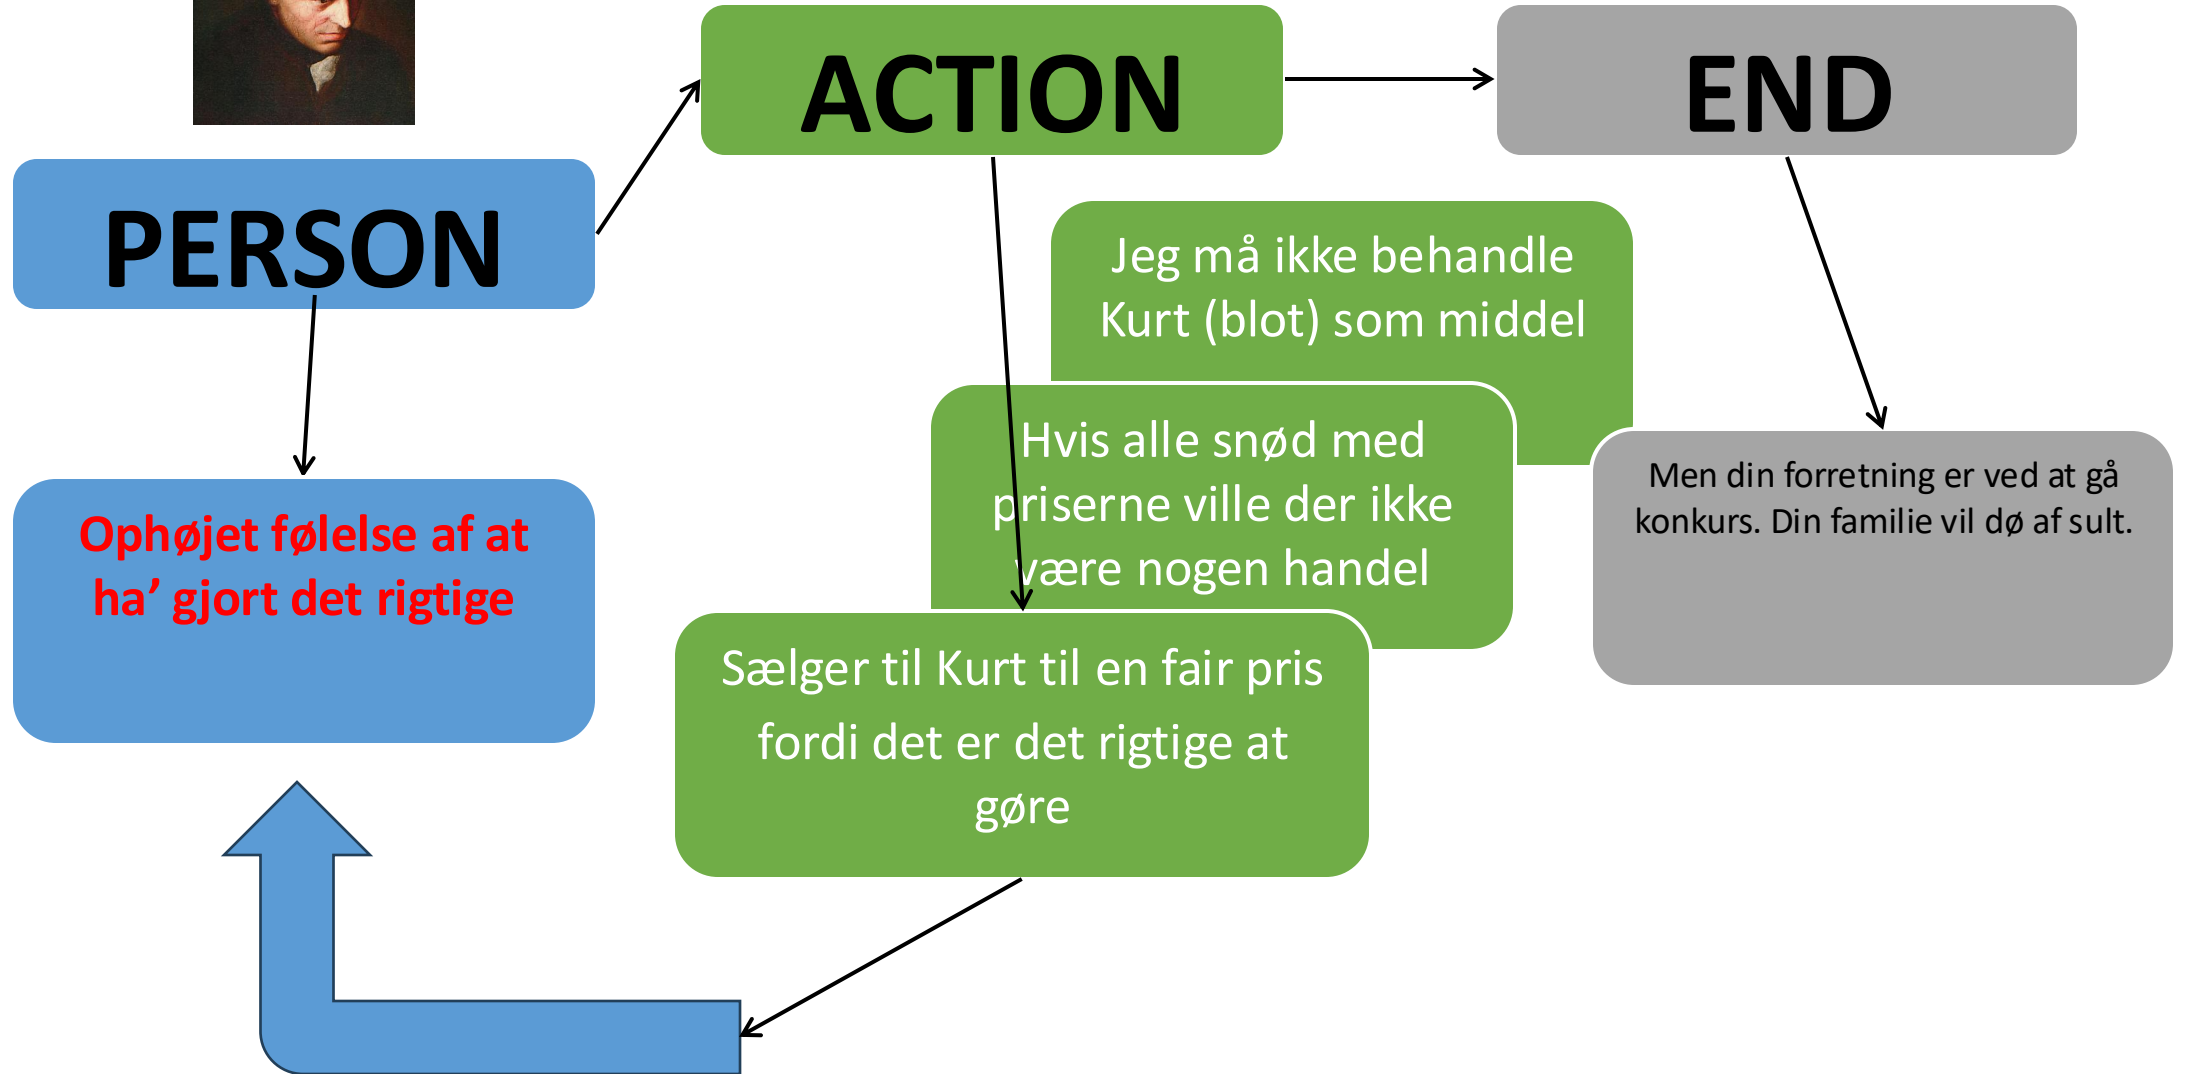 PERSON
ACTION
END
Ophøjet følelse af at
ha’ gjort det rigtige
Jeg må ikke behandle
Kurt (blot) som middel
Hvis alle snød med
priserne ville der ikke
være nogen handel
Sælger til Kurt til en fair pris
fordi det er det rigtige at
gøre
Men din forretning er ved at gå
konkurs. Din familie vil dø af sult.